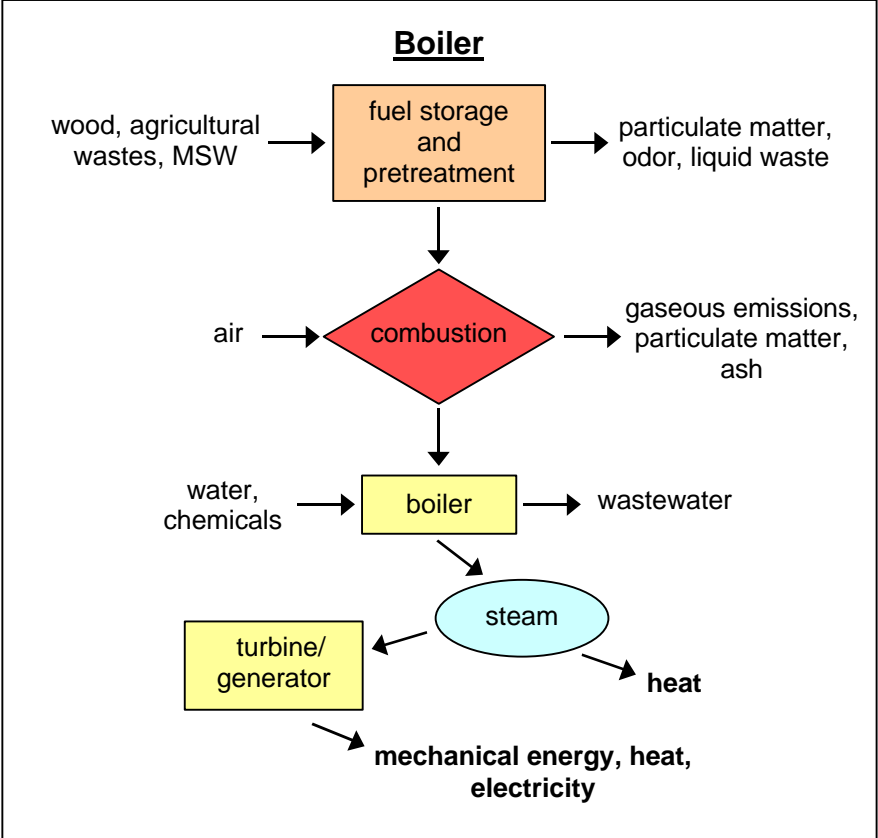 Boiler
wood, agricultural
wastes, MSW
fuel storage
and
pretreatment
particulate matter,
odor, liquid waste
air
combustion
gaseous emissions,
particulate matter,
ash
water,
chemicals
boiler
wastewater
steam
turbine/
generator
heat
mechanical energy, heat,
electricity